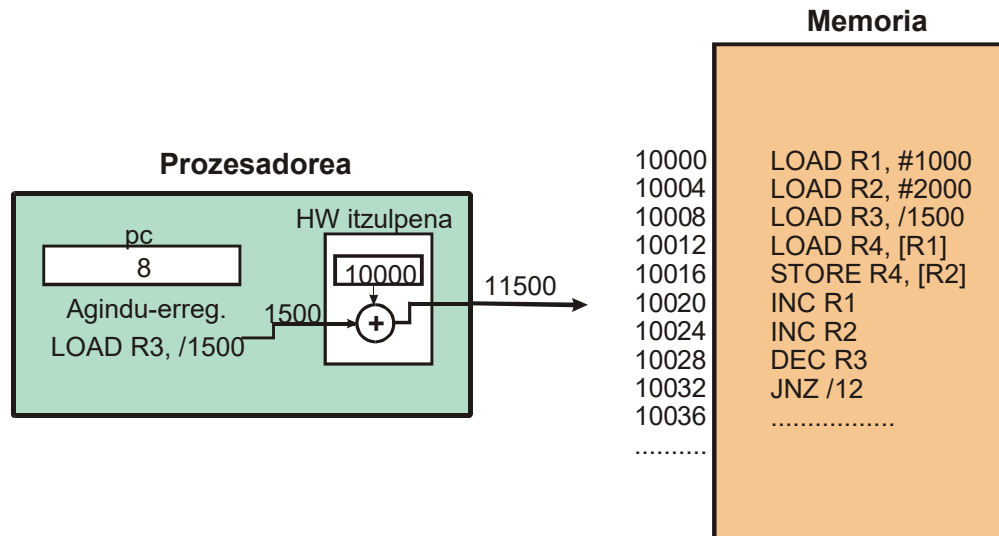 Memoria
Prozesadorea
HW itzulpena
pc
8
10000
Agindu-erreg.
1500
11500
+
LOAD R3, /1500
10000 LOAD R1, #1000
10004 LOAD R2, #2000
10008 LOAD R3, /1500
10012 LOAD R4, [R1]
10016 STORE R4, [R2]
10020 INC R1
10024 INC R2
10028 DEC R3
10032 JNZ /12
10036 .................
..........